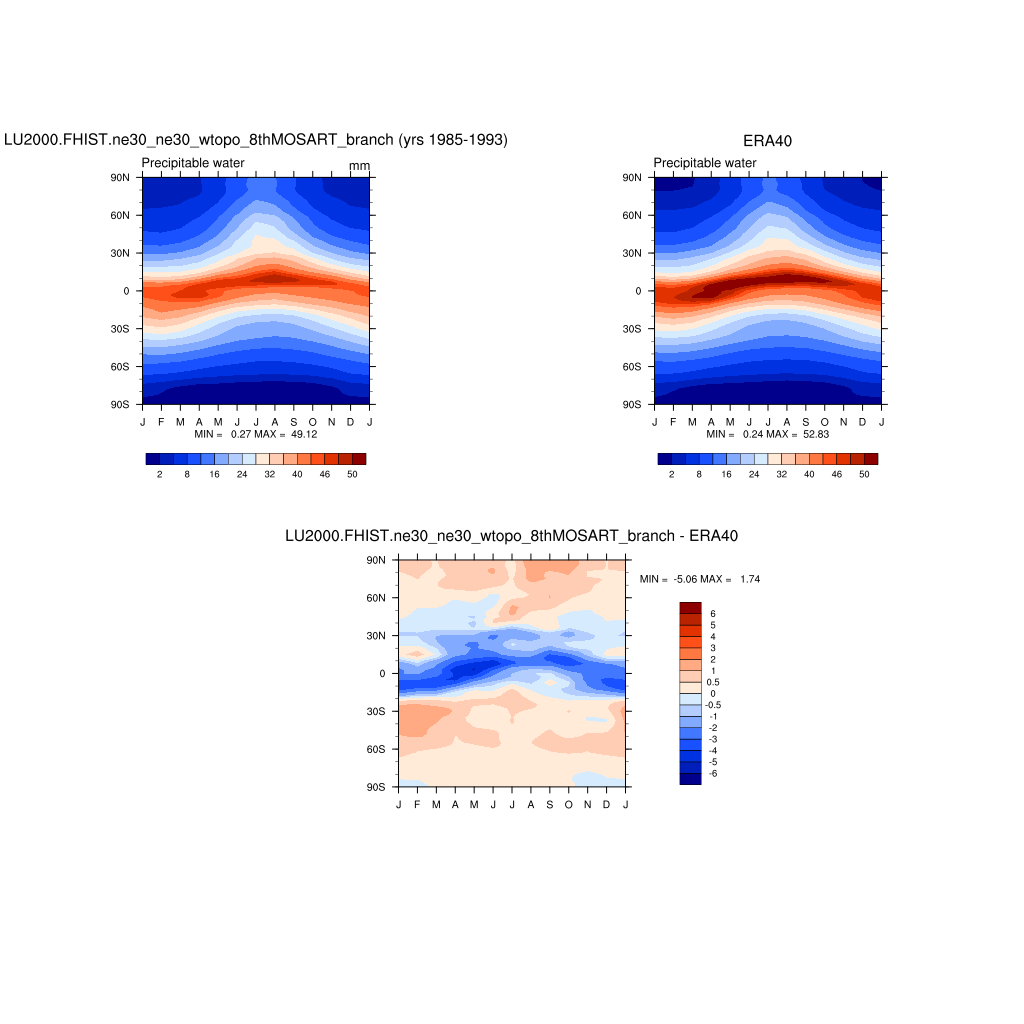 LU2000.FHIST.ne30_ne30_wtopo_8thMOSART_branch (yrs 1985-1993)
Precipitable water mm
90N
60N
30N
0
30S
60S
90S
J F M A M J J A S O N D J
MIN = 0.27 MAX = 49.12
2 8 16 24 32 40 46 50
ERA40
Precipitable water
90N
60N
30N
0
30S
60S
90S
J F M A M J J A S O N D J
MIN = 0.24 MAX = 52.83
2 8 16 24 32 40 46 50
LU2000.FHIST.ne30_ne30_wtopo_8thMOSART_branch - ERA40
90N
60N
30N
0
30S
60S
90S
J F M A M J J A S O N D J
MIN = -5.06 MAX = 1.74
6
5
4
3
2
1
0.5
0
-0.5
-1
-2
-3
-4
-5
-6